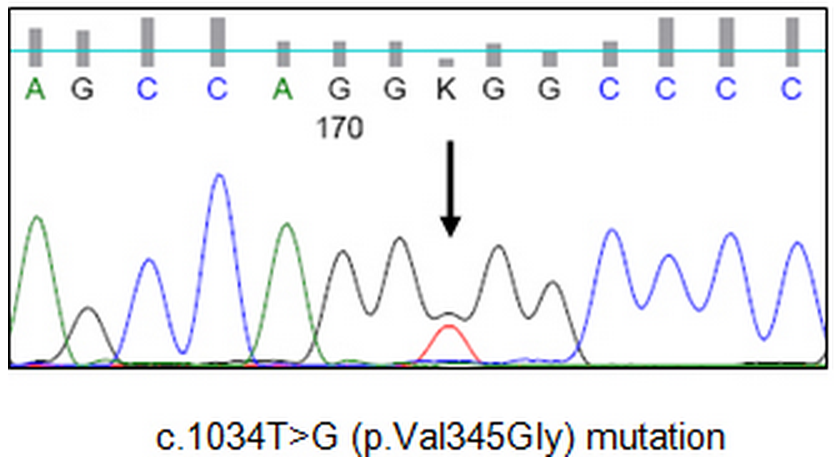 A G C C A G G K G G C C C C
170
c.1034T>G (p.Val345Gly) mutation